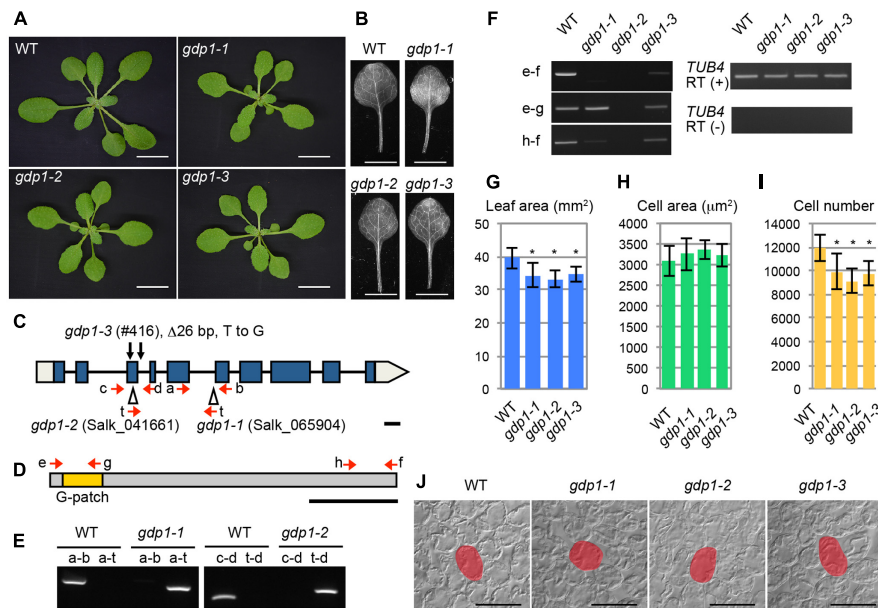 A
WT
gdp1-1
gdp1-2
gdp1-3
B
WT gdp1-1
gdp1-2 gdp1-3
C
gdp1-3 (#416), Δ26 bp, T to G
c d a b
t t
gdp1-2 (Salk_041661) gdp1-1 (Salk_065904)
D
e g h f
G-patch
E
WT gdp1-1 WT gdp1-2
a-b a-t a-b a-t c-d t-d c-d t-d
F
WT gdp1-1 gdp1-2 gdp1-3
e-f
e-g
h-f
WT gdp1-1 gdp1-2 gdp1-3
TUB4
RT (+)
TUB4
RT (-)
G
Leaf area (mm²)
50
40
30
20
10
0
* * *
WT gdp1-1 gdp1-2 gdp1-3
H
Cell area (μm²)
4000
3500
3000
2500
2000
1500
1000
500
0
WT gdp1-1 gdp1-2 gdp1-3
I
Cell number
14000
12000
10000
8000
6000
4000
2000
0
* * *
WT gdp1-1 gdp1-2 gdp1-3
J
WT gdp1-1 gdp1-2 gdp1-3